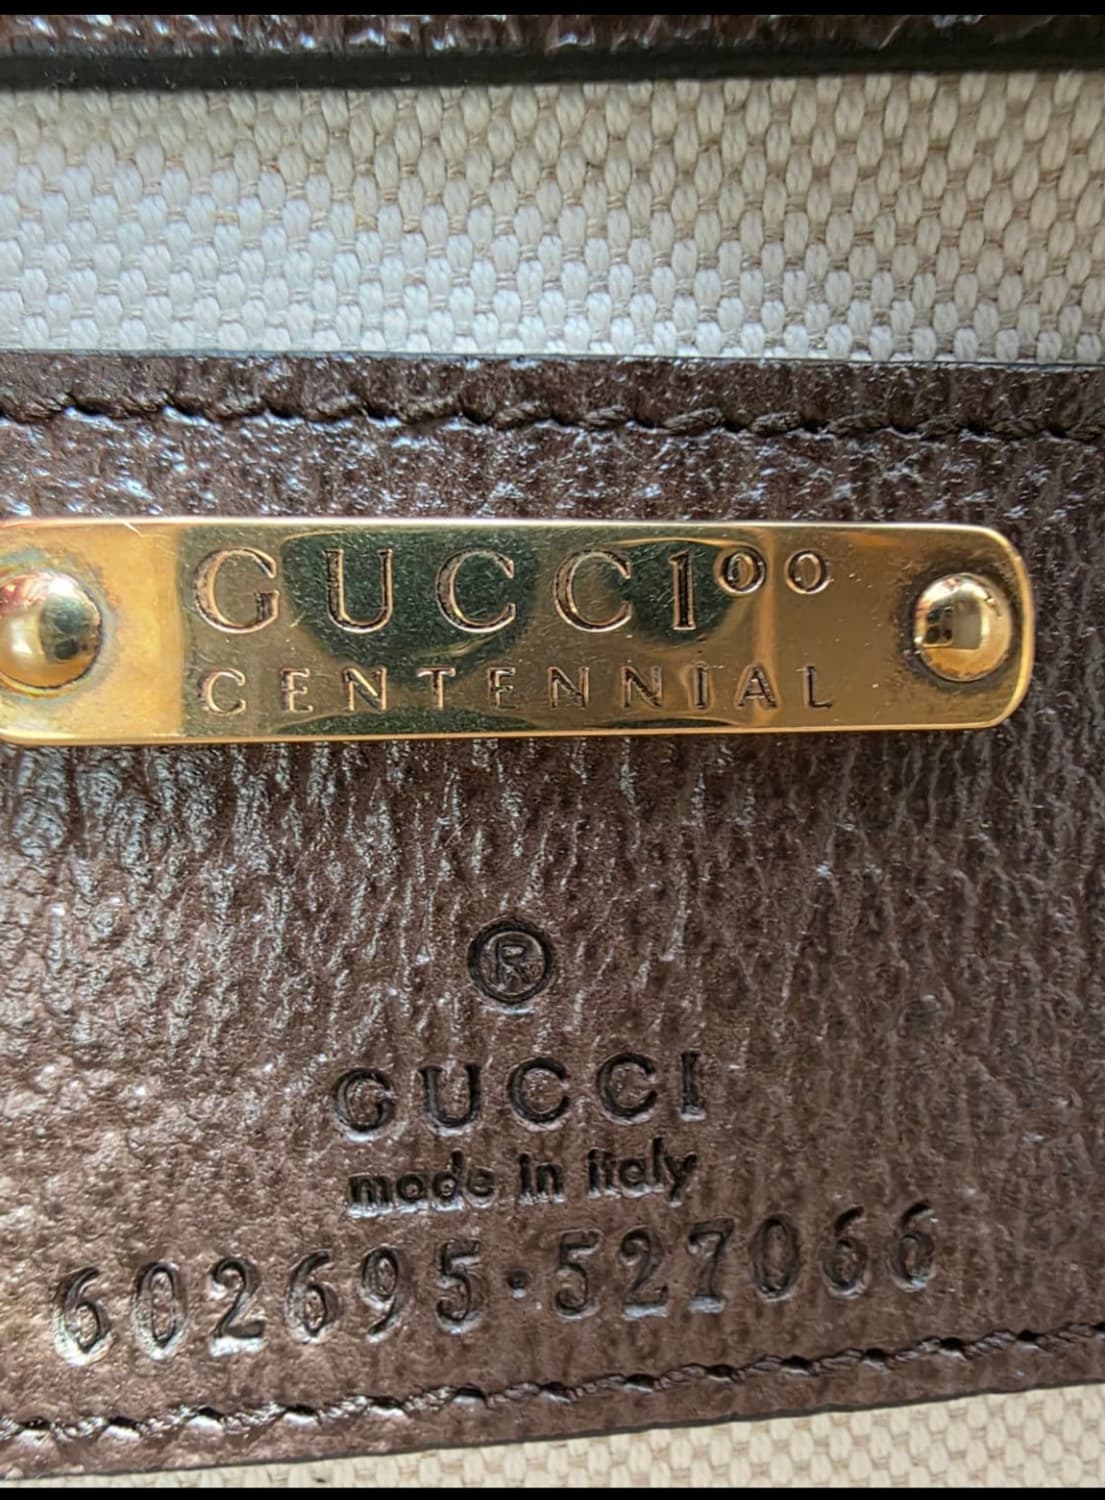 GUCCI100
CENTENNIAL
®
GUCCI
made in italy
602695·527066